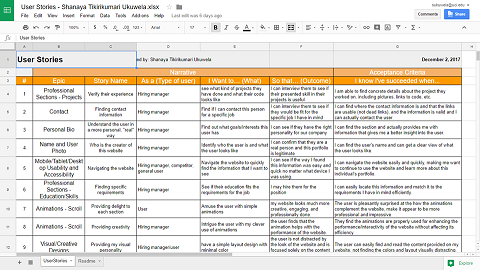 User Stories - Shanaya Tikirikumari Ukuwela.xlsx
File Edit View Insert Format Data Tools Add-ons Help Last edit was 6 days ago
Comments Share
User Stories
A B C D E F G
User Stories ed by Shanaya Tikirikumari Ukuwela December 2, 2017
Narrative Acceptance Criteria
# Epic Story Name As a (Type of user) I Want to... (What) So that... (Outcome) I know I've succeeded when...
1 Professional Sections - Projects
Verify their experience
Hiring manager
see what kind of projects they have done and what their code looks like
I can interview them to see if their presented skill in their projects is useful
I am able to find concrete details about the project they worked on, including pictures, links to code, etc.
2 Contact
Finding contact information
Hiring manager
Find if I can contact this person for a specific job
I can interview them to see if they would be fit for the specific job I have in mind
I can find where the contact information is and that the links are visible (not dead links), and the information is valid and I can actually contact the user
3 Personal Bio
Understand the user in a more personal, "real" way
Hiring manager
Find out what goals/interests this user has.
I can see if they have the right personality for our company
I can find the section and actually provides me with information that gives me a better insight into the user
4 Name and User Photo
Who is the creator of this website
Hiring manager
Identify who the user is and what the user looks like
I can confirm that they are a real person and this portfolio is legitimate
I can find the user's name and can get a clear view of what the user looks like.
5 Mobile/Tablet/Desktop Usability and Accessibility
Navigating the website
Hiring manager, competitor, general user
Navigate the website to quickly find the information that I want to see
I can see if the way I found this information was easy and quick no matter what device I was using
I can navigate the website easily and quickly, making me want to continue to use the website and learn more about this individual's portfolio
6 Professional Sections - Education/Skills
Finding specific requirements
Hiring manager
See if their education fits the requirements for the job
I may hire them for the position
I can easily locate this information and match it to the requirements I have in mind efficiently
7 Animations - Scroll
Providing delight to each section
User
Amuse the user with simple animations
my website looks much more creative, engaging, and professionally done
The user is pleasantly surprised at the how the animations complement the website, make it appear to be more professional and impressive
8 Animations - Scroll
Providing creativity
Hiring manager
Intrigue the user with my clever use of animations
the user finds that the animation helps with the performance of the website
They find the animations are properly used for enhancing the performance/interactivity of the website without affecting its efficiency.
9 Visual/Creative Designs
Providing my visual personality
Hiring manager/user
have a simple layout design with minimal color
the user is not distracted by the look of the website and is focused solely on the content
The user can easily find and read the content provided on my website, not finding the colors and layout visually distracting.
UserStories Readme Explore